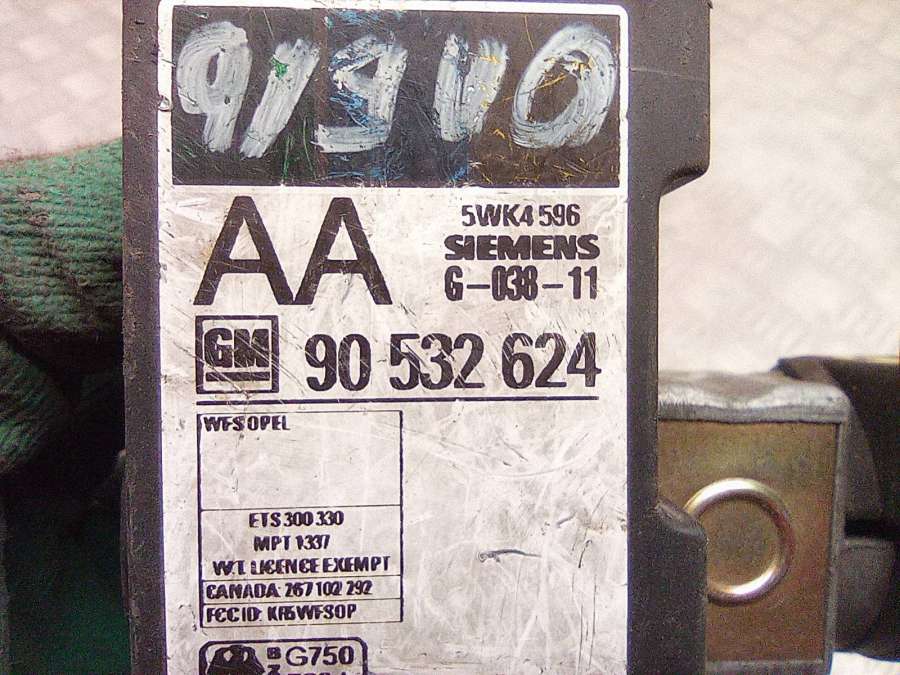 AA
5WK4 596
SIEMENS
G-038-11
GM
90 532 624
WFS OPEL
ETS 300 330
MPT 1337
W.T. LICENCE EXEMPT
CANADA: 267 102 292
FCC ID: KR5WFSOP
G750